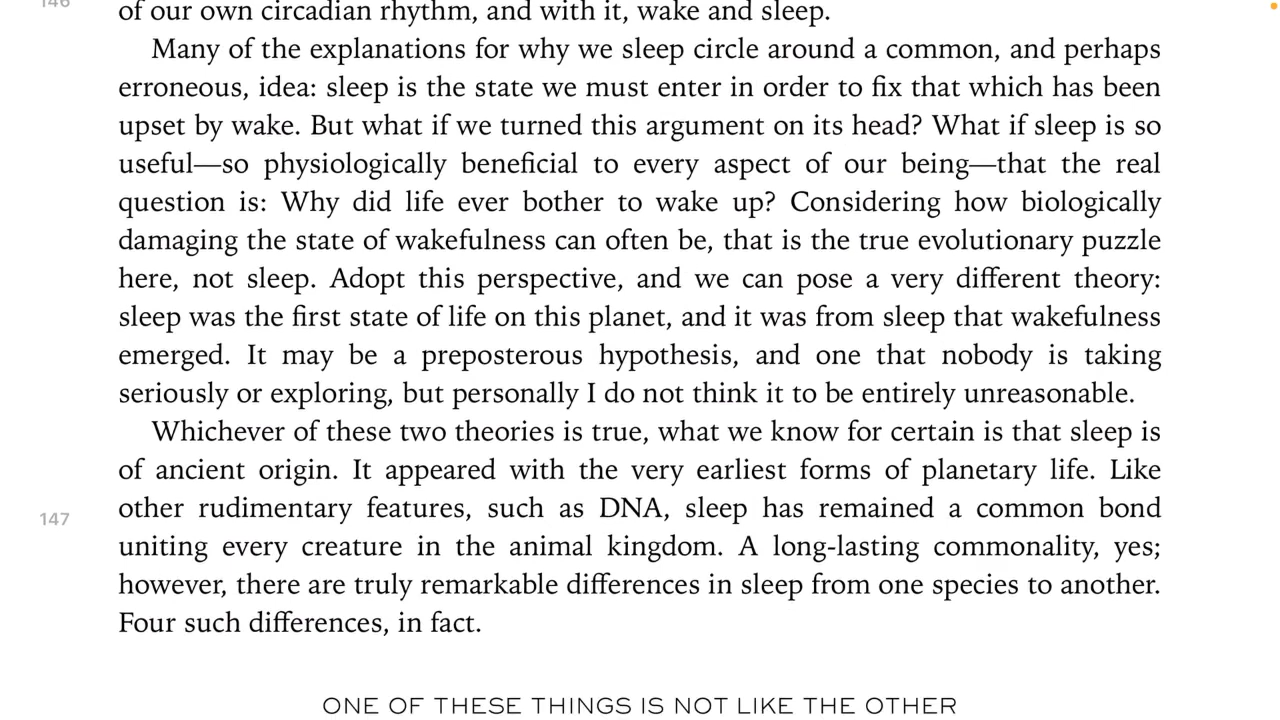 146
of our own circadian rhythm, and with it, wake and sleep.
Many of the explanations for why we sleep circle around a common, and perhaps
erroneous, idea: sleep is the state we must enter in order to fix that which has been
upset by wake. But what if we turned this argument on its head? What if sleep is so
useful—so physiologically beneficial to every aspect of our being—that the real
question is: Why did life ever bother to wake up? Considering how biologically
damaging the state of wakefulness can often be, that is the true evolutionary puzzle
here, not sleep. Adopt this perspective, and we can pose a very different theory:
sleep was the first state of life on this planet, and it was from sleep that wakefulness
emerged. It may be a preposterous hypothesis, and one that nobody is taking
seriously or exploring, but personally I do not think it to be entirely unreasonable.
Whichever of these two theories is true, what we know for certain is that sleep is
of ancient origin. It appeared with the very earliest forms of planetary life. Like
other rudimentary features, such as DNA, sleep has remained a common bond
147
uniting every creature in the animal kingdom. A long-lasting commonality, yes;
however, there are truly remarkable differences in sleep from one species to another.
Four such differences, in fact.
ONE OF THESE THINGS IS NOT LIKE THE OTHER